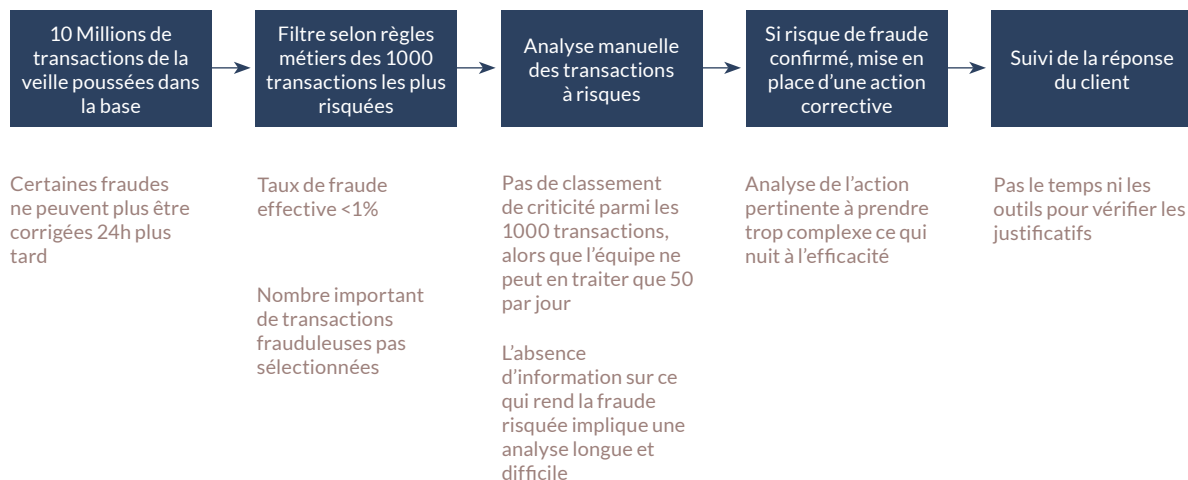 10 Millions de
transactions de la
veille poussées dans
la base
Filtre selon règles
métiers des 1000
transactions les plus
risquées
Analyse manuelle
des transactions
à risques
Si risque de fraude
confirmé, mise en
place d’une action
corrective
Suivi de la réponse
du client
Certaines fraudes
ne peuvent plus être
corrigées 24h plus
tard
Taux de fraude
effective <1%
Nombre important
de transactions
frauduleuses pas
sélectionnées
Pas de classement
de criticité parmi les
1000 transactions,
alors que l’équipe ne
peut en traiter que 50
par jour
L’absence
d’information sur ce
qui rend la fraude
risquée implique une
analyse longue et
difficile
Analyse de l’action
pertinente à prendre
trop complexe ce qui
nuit à l’efficacité
Pas le temps ni les
outils pour vérifier les
justificatifs